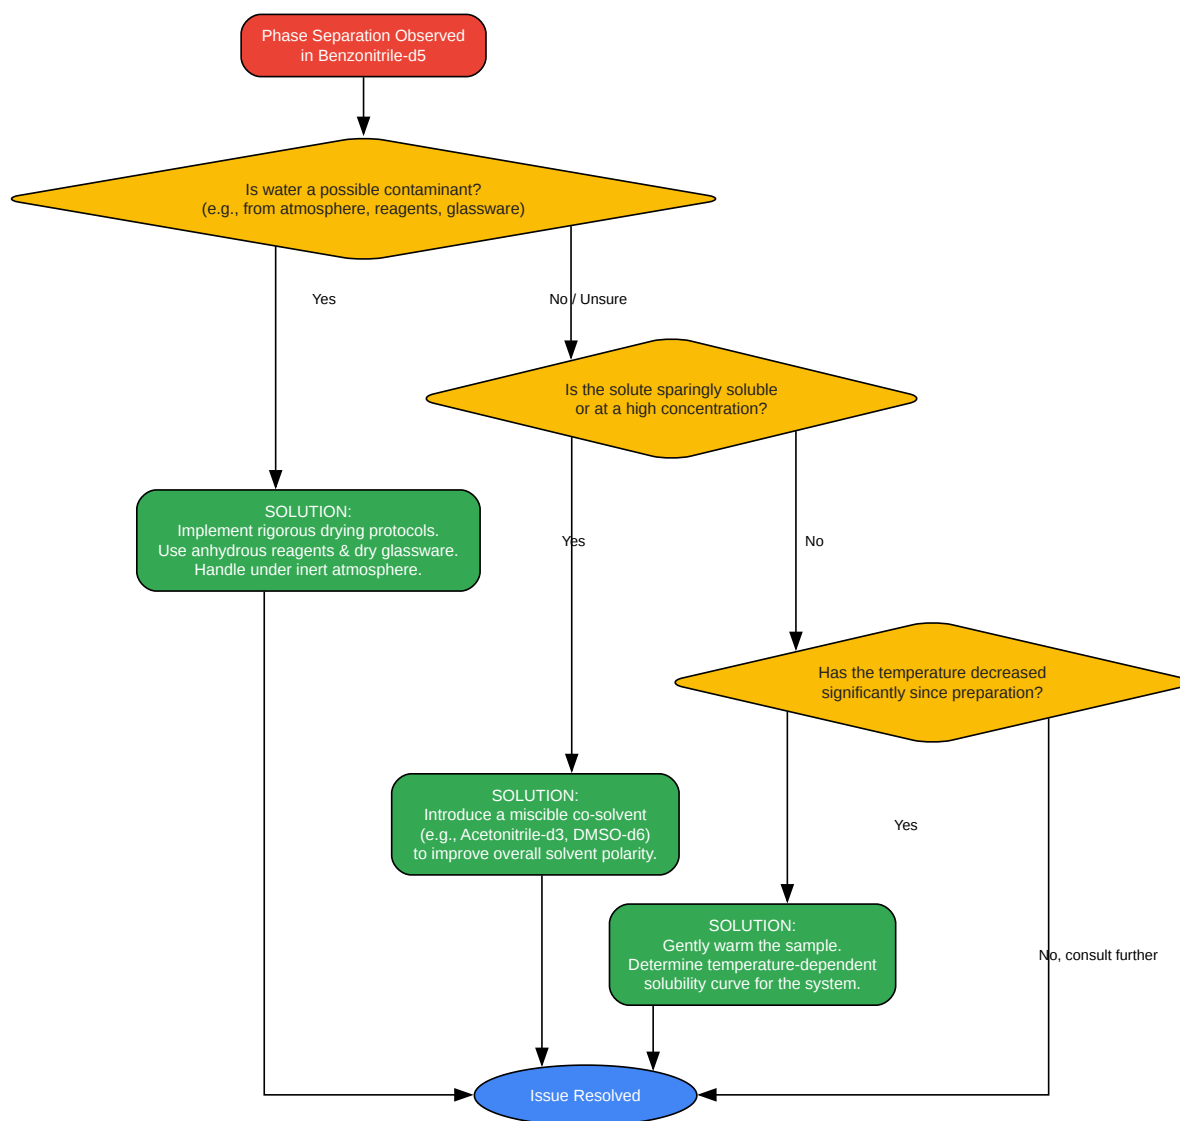 Phase Separation Observed
in Benzonitrile-d5
Is water a possible contaminant?
(e.g., from atmosphere, reagents, glassware)
Yes
No / Unsure
Is the solute sparingly soluble
or at a high concentration?
SOLUTION:
Implement rigorous drying protocols.
Use anhydrous reagents & dry glassware.
Handle under inert atmosphere.
Yes
No
Has the temperature decreased
significantly since preparation?
SOLUTION:
Introduce a miscible co-solvent
(e.g., Acetonitrile-d3, DMSO-d6)
to improve overall solvent polarity.
Yes
SOLUTION:
Gently warm the sample.
Determine temperature-dependent
solubility curve for the system.
No, consult further
Issue Resolved